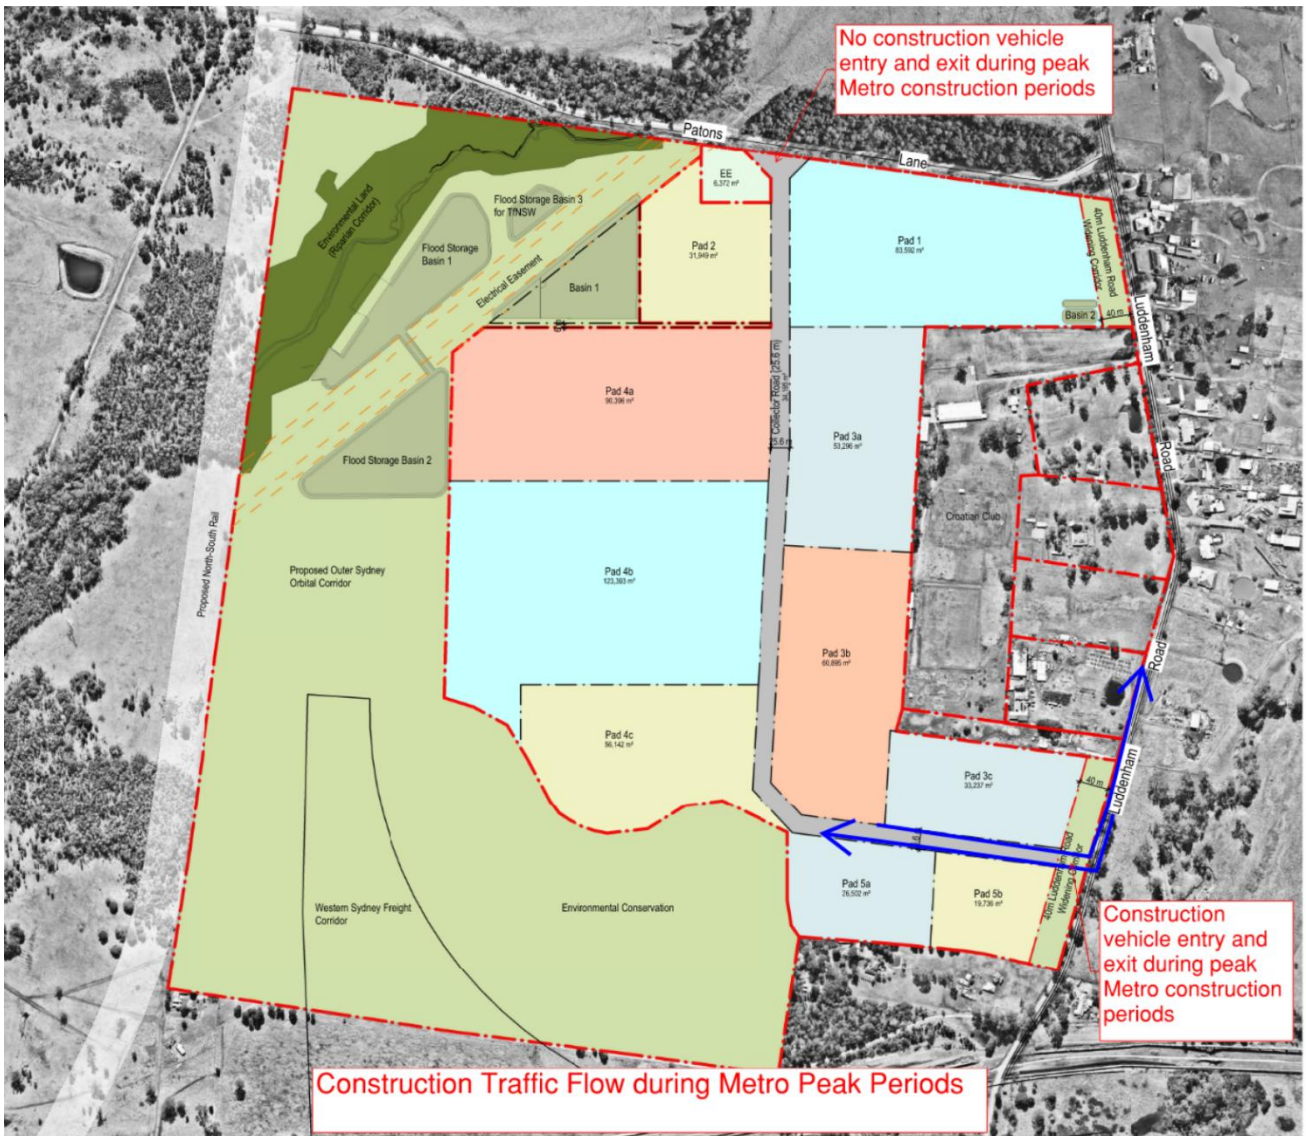 No construction vehicle
entry and exit during peak
Metro construction periods
Patons
Lane
EE
6,372 m²
Environmental Land
(Riparian Corridor)
Flood Storage Basin 3
for TfNSW
Flood Storage
Basin 1
Electrical Easement
Basin 1
Pad 2
31,949 m²
Pad 1
83,592 m²
40m Luddenham Road
Widening Corridor
Basin 2
40 m
Luddenham
Road
Pad 4a
90,396 m²
Collector Road (25.6 m)
25.6 m
Pad 3a
53,296 m²
Flood Storage Basin 2
Croatian Club
Proposed North-South Rail
Proposed Outer Sydney
Orbital Corridor
Pad 4b
123,393 m²
Pad 3b
60,895 m²
Road
Pad 4c
56,142 m²
Pad 3c
33,237 m²
40 m
Luddenham
40m Luddenham Road
Widening Corridor
Pad 5a
26,502 m²
Pad 5b
19,736 m²
Western Sydney Freight
Corridor
Environmental Conservation
Construction
vehicle entry and
exit during peak
Metro construction
periods
Construction Traffic Flow during Metro Peak Periods